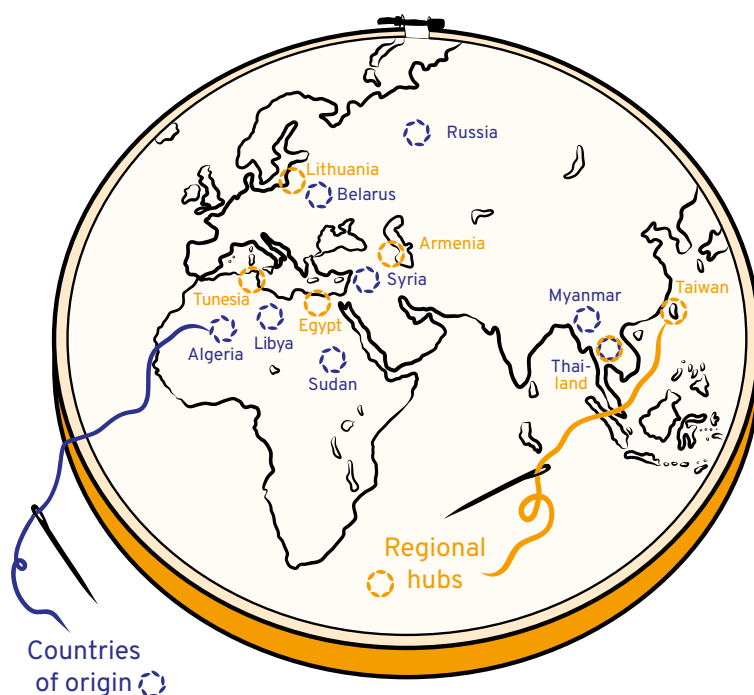 Russia
Lithuania
Belarus
Armenia
Syria
Tunesia
Egypt
Algeria
Libya
Sudan
Myanmar
Taiwan
Thai-
land
Regional
hubs
Countries
of origin